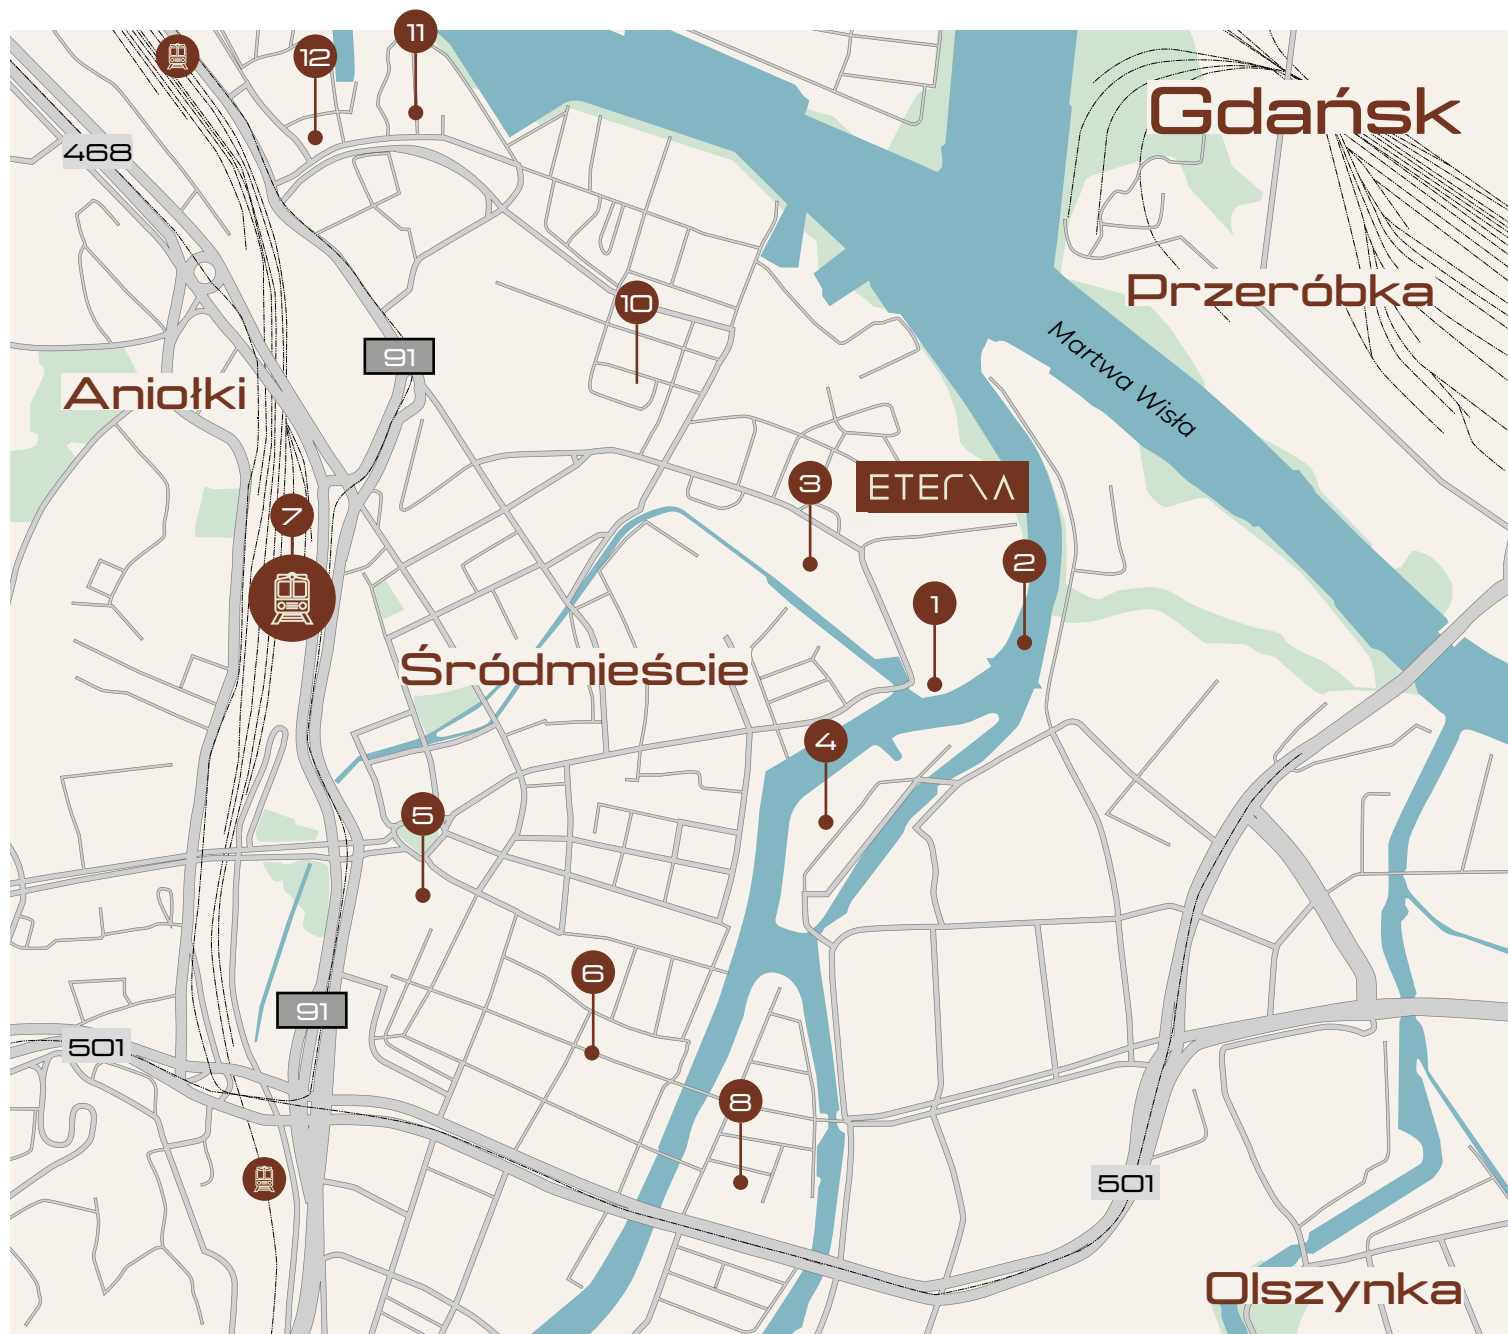 11
12
Gdańsk
468
Przeróbka
10
91
Martwa Wisła
Aniołki
3
ETERNA
7
2
1
Śródmieście
4
5
6
91
501
8
501
Olszynka